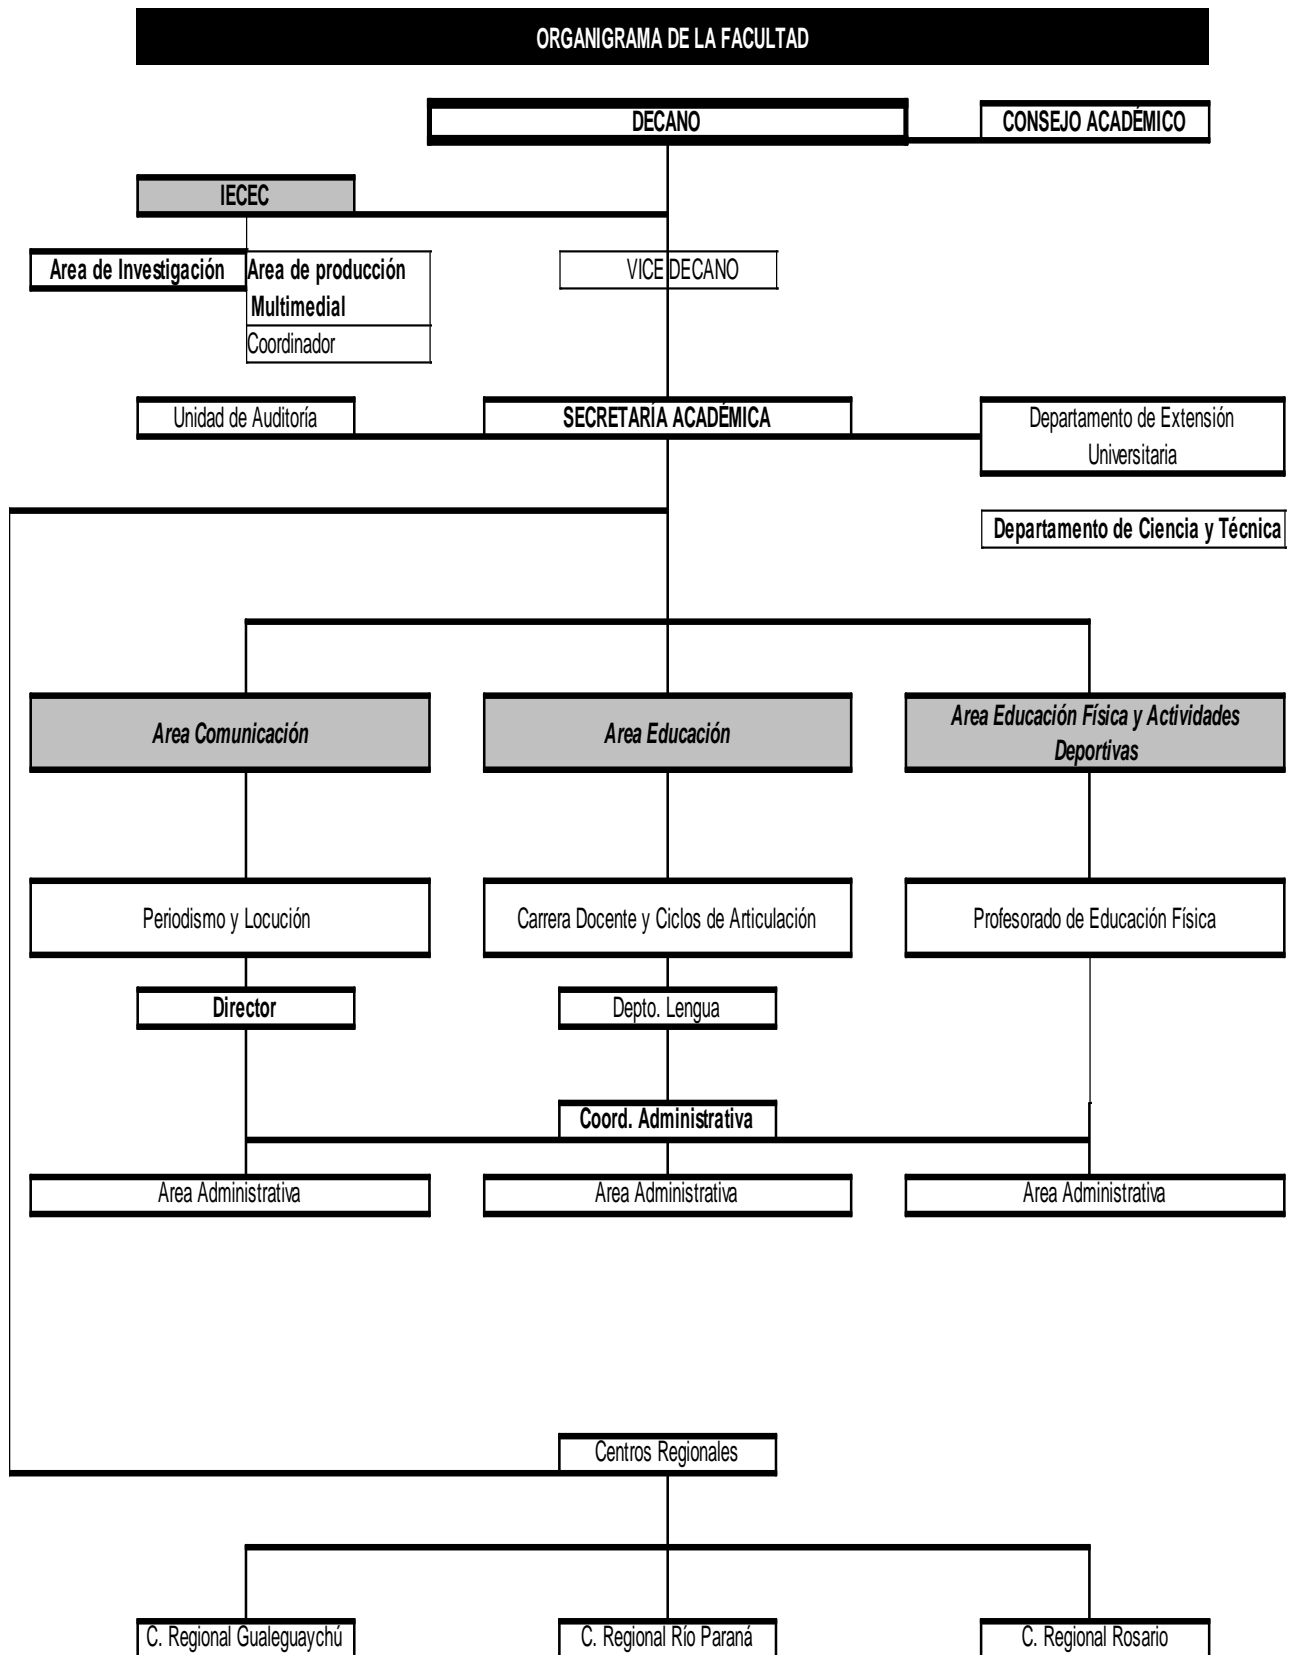 ORGANIGRAMA DE LA FACULTAD
DECANO
CONSEJO ACADÉMICO
IECEC
Area de Investigación
Area de producción
Multimedial
Coordinador
VICE DECANO
Unidad de Auditoría
SECRETARÍA ACADÉMICA
Departamento de Extensión
Universitaria
Departamento de Ciencia y Técnica
Area Comunicación
Area Educación
Area Educación Física y Actividades
Deportivas
Periodismo y Locución
Carrera Docente y Ciclos de Articulación
Profesorado de Educación Física
Director
Depto. Lengua
Coord. Administrativa
Area Administrativa
Area Administrativa
Area Administrativa
Centros Regionales
C. Regional Gualeguaychú
C. Regional Río Paraná
C. Regional Rosario